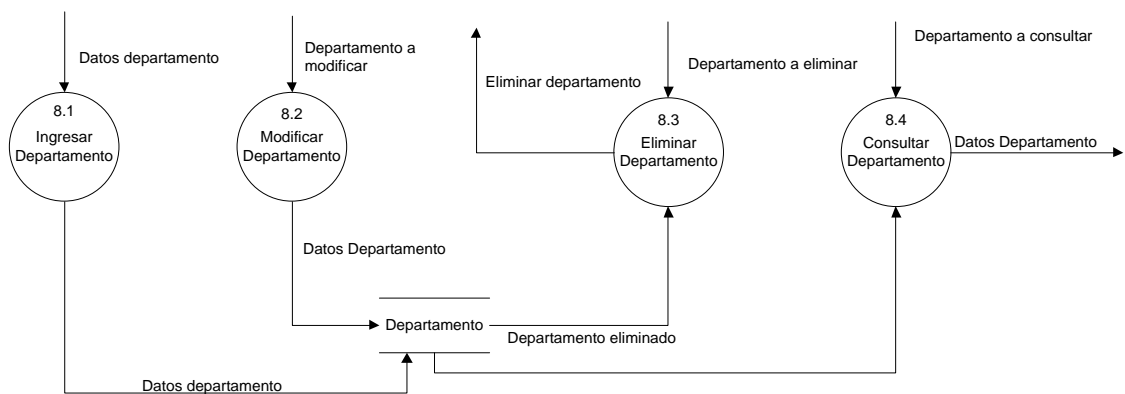 Datos departamento
Departamento a
modificar
Eliminar departamento
Departamento a eliminar
Departamento a consultar
8.1
Ingresar
Departamento
8.2
Modificar
Departamento
8.3
Eliminar
Departamento
8.4
Consultar
Departamento
Datos Departamento
Datos Departamento
Departamento
Departamento eliminado
Datos departamento